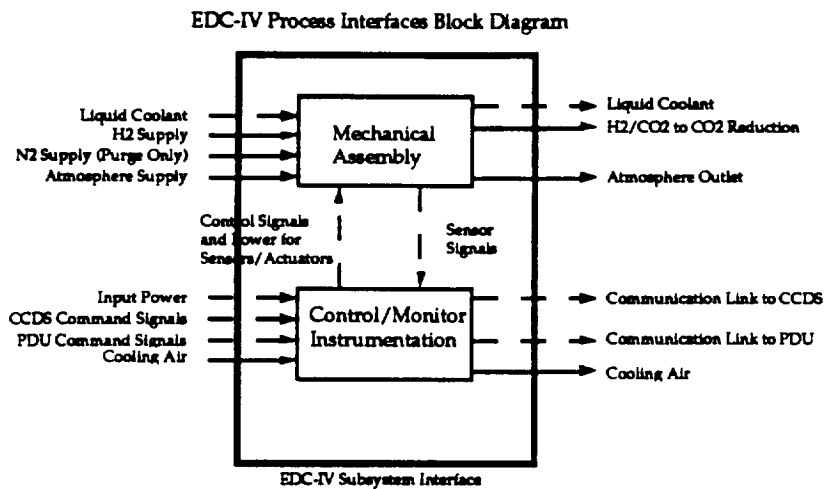 EDC-IV Process Interfaces Block Diagram
Liquid Coolant
H2 Supply
N2 Supply (Purge Only)
Atmosphere Supply
Mechanical
Assembly
Liquid Coolant
H2/CO2 to CO2 Reduction
Atmosphere Outlet
Control Signals
and Power for
Sensors/Actuators
Sensor
Signals
Input Power
CCDS Command Signals
PDU Command Signals
Cooling Air
Control/Monitor
Instrumentation
Communication Link to CCDS
Communication Link to PDU
Cooling Air
EDC-IV Subsystem Interface